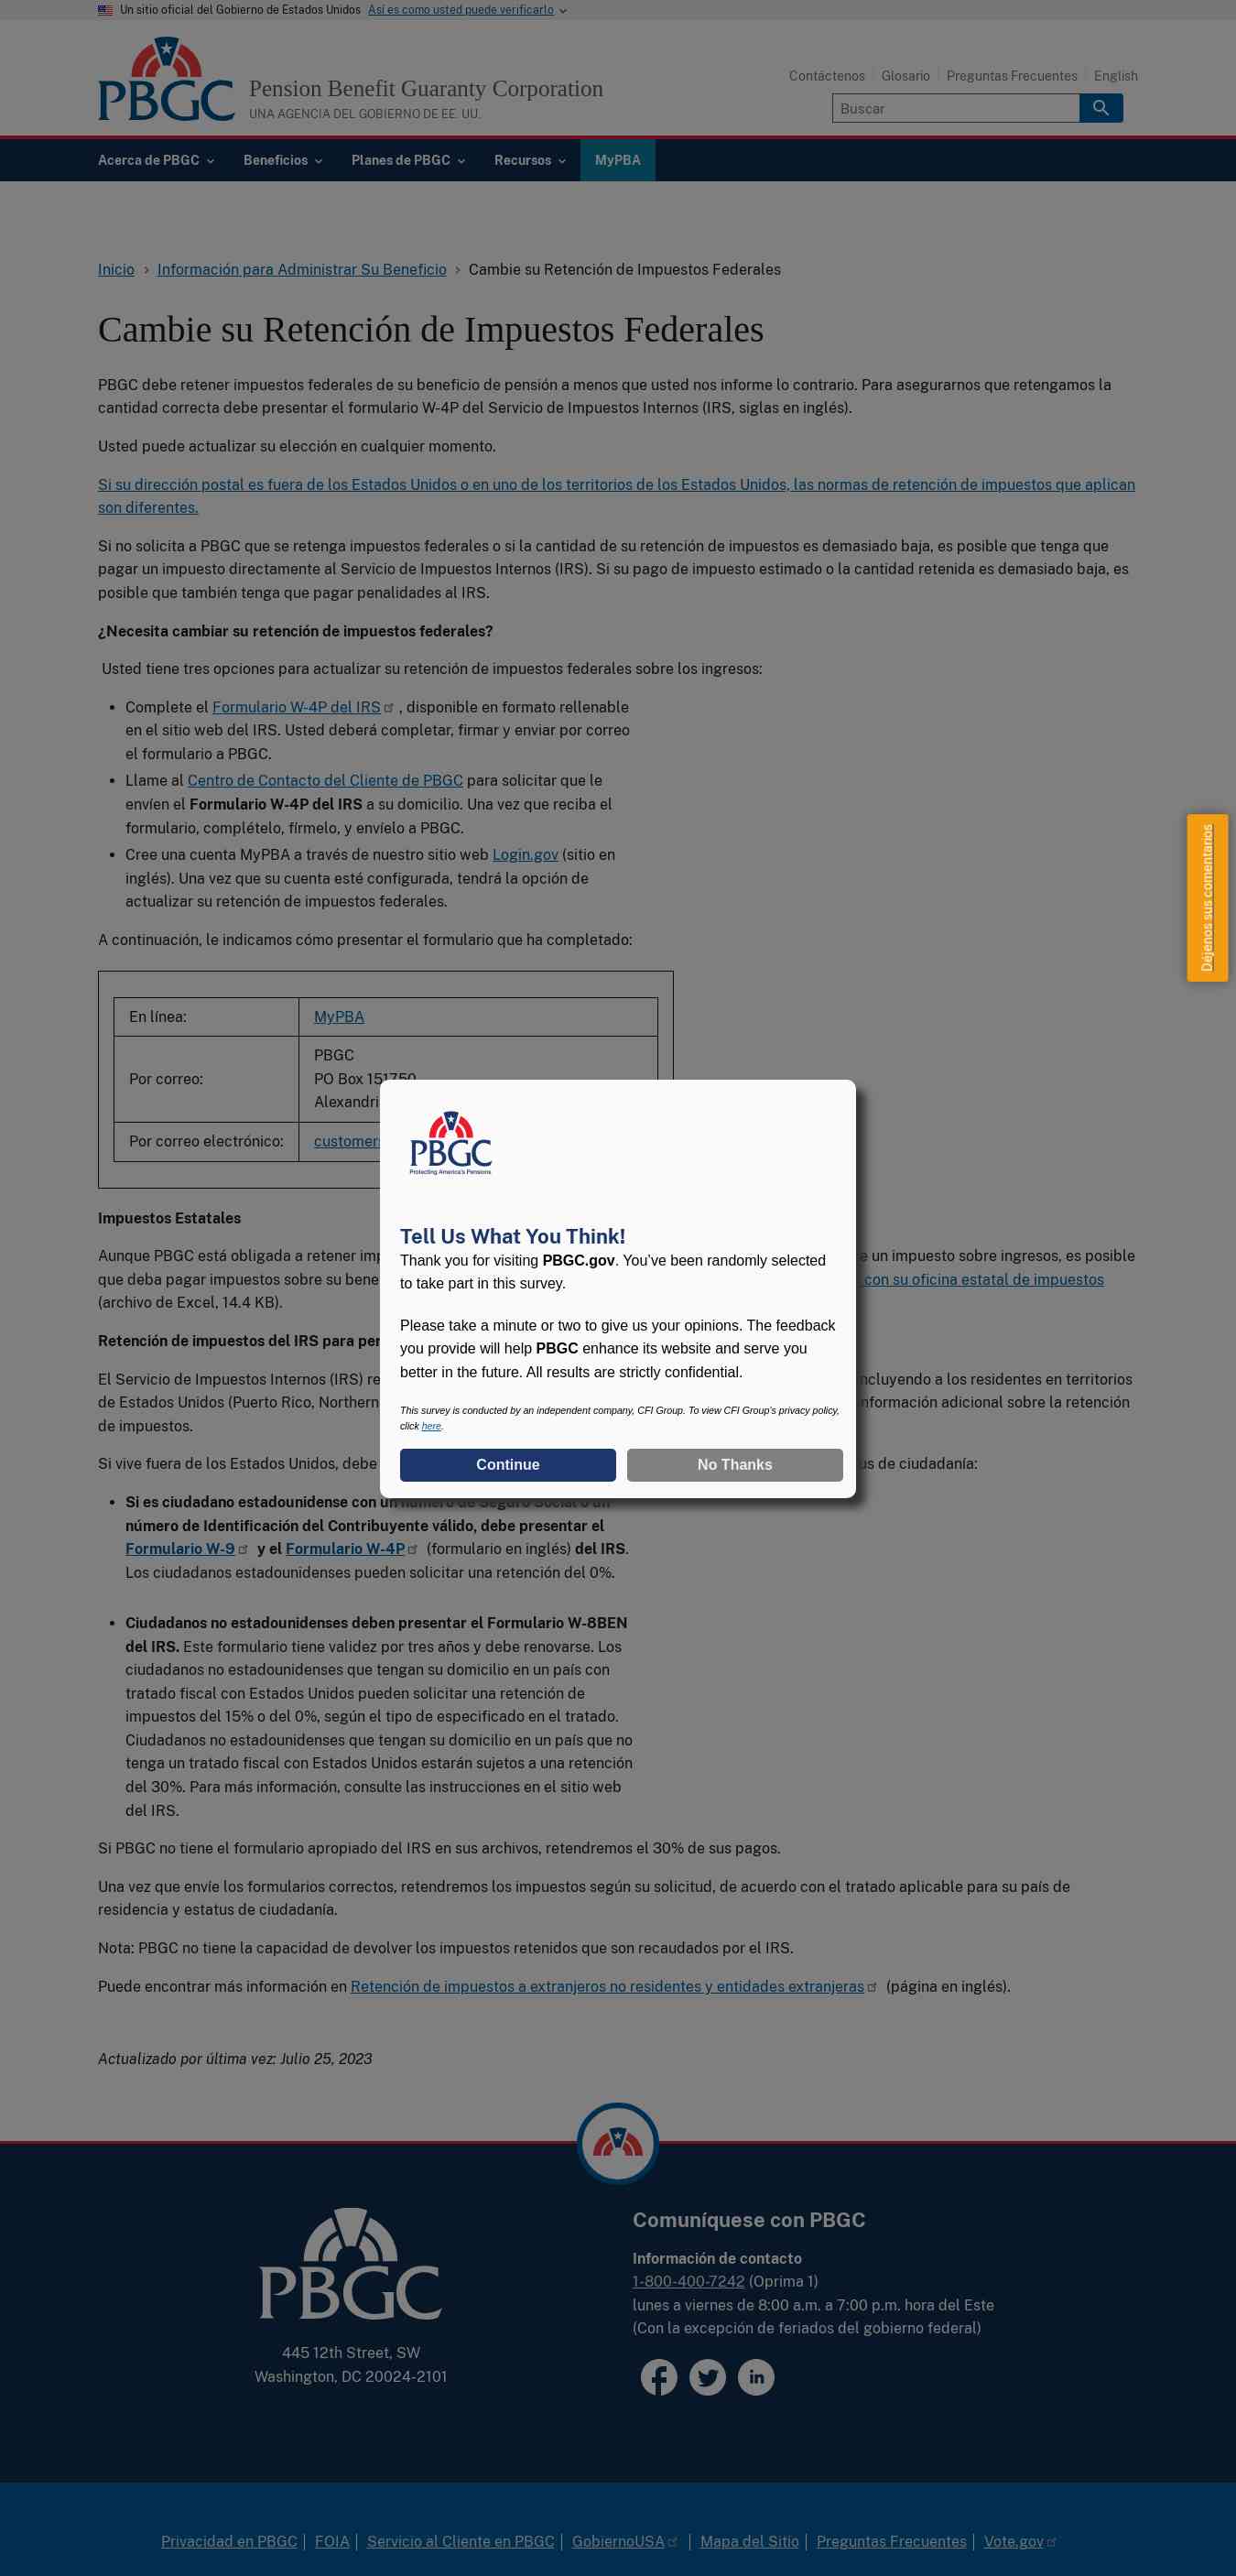 Un sitio oficial del Gobierno de Estados Unidos Así es como usted puede verificarlo
PBGC
Pension Benefit Guaranty Corporation
UNA AGENCIA DEL GOBIERNO DE EE. UU.
Contáctenos Glosario Preguntas Frecuentes English
Buscar
Acerca de PBGC Beneficios Planes de PBGC Recursos MyPBA
Inicio Información para Administrar Su Beneficio Cambie su Retención de Impuestos Federales
Cambie su Retención de Impuestos Federales
PBGC debe retener impuestos federales de su beneficio de pensión a menos que usted nos informe lo contrario. Para asegurarnos que retengamos la
cantidad correcta debe presentar el formulario W-4P del Servicio de Impuestos Internos (IRS, siglas en inglés).
Usted puede actualizar su elección en cualquier momento.
Si su dirección postal es fuera de los Estados Unidos o en uno de los territorios de los Estados Unidos, las normas de retención de impuestos que aplican
son diferentes.
Si no solicita a PBGC que se retenga impuestos federales o si la cantidad de su retención de impuestos es demasiado baja, es posible que tenga que
pagar un impuesto directamente al Servicio de Impuestos Internos (IRS). Si su pago de impuesto estimado o la cantidad retenida es demasiado baja, es
posible que también tenga que pagar penalidades al IRS.
¿Necesita cambiar su retención de impuestos federales?
Usted tiene tres opciones para actualizar su retención de impuestos federales sobre los ingresos:
• Complete el Formulario W-4P del IRS , disponible en formato rellenable
en el sitio web del IRS. Usted deberá completar, firmar y enviar por correo
el formulario a PBGC.
• Llame al Centro de Contacto del Cliente de PBGC para solicitar que le
envíen el Formulario W-4P del IRS a su domicilio. Una vez que reciba el
formulario, complételo, fírmelo, y envíelo a PBGC.
• Cree una cuenta MyPBA a través de nuestro sitio web Login.gov (sitio en
inglés). Una vez que su cuenta esté configurada, tendrá la opción de
actualizar su retención de impuestos federales.
Déjenos sus comentarios
A continuación, le indicamos cómo presentar el formulario que ha completado:
En línea: MyPBA
PBGC
Por correo: PO Box 151750
Alexandri
Por correo electrónico: customer
PBGC
Protecting America's Pensions
Tell Us What You Think!
Thank you for visiting PBGC.gov. You've been randomly selected
to take part in this survey.
Please take a minute or two to give us your opinions. The feedback
you provide will help PBGC enhance its website and serve you
better in the future. All results are strictly confidential.
This survey is conducted by an independent company, CFI Group. To view CFI Group's privacy policy,
click here.
Continue No Thanks
Impuestos Estatales
Aunque PBGC está obligada a retener imp e un impuesto sobre ingresos, es posible
que deba pagar impuestos sobre su bene con su oficina estatal de impuestos
(archivo de Excel, 14.4 KB).
Retención de impuestos del IRS para per
El Servicio de Impuestos Internos (IRS) re ncluyendo a los residentes en territorios
de Estados Unidos (Puerto Rico, Northern nformación adicional sobre la retención
de impuestos.
Si vive fuera de los Estados Unidos, debe us de ciudadanía:
• Si es ciudadano estadounidense con un número de Seguro Social o un
número de Identificación del Contribuyente válido, debe presentar el
Formulario W-9 y el Formulario W-4P (formulario en inglés) del IRS.
Los ciudadanos estadounidenses pueden solicitar una retención del 0%.
• Ciudadanos no estadounidenses deben presentar el Formulario W-8BEN
del IRS. Este formulario tiene validez por tres años y debe renovarse. Los
ciudadanos no estadounidenses que tengan su domicilio en un país con
tratado fiscal con Estados Unidos pueden solicitar una retención de
impuestos del 15% o del 0%, según el tipo de especificado en el tratado.
Ciudadanos no estadounidenses que tengan su domicilio en un país que no
tenga un tratado fiscal con Estados Unidos estarán sujetos a una retención
del 30%. Para más información, consulte las instrucciones en el sitio web
del IRS.
Si PBGC no tiene el formulario apropiado del IRS en sus archivos, retendremos el 30% de sus pagos.
Una vez que envíe los formularios correctos, retendremos los impuestos según su solicitud, de acuerdo con el tratado aplicable para su país de
residencia y estatus de ciudadanía.
Nota: PBGC no tiene la capacidad de devolver los impuestos retenidos que son recaudados por el IRS.
Puede encontrar más información en Retención de impuestos a extranjeros no residentes y entidades extranjeras (página en inglés).
Actualizado por última vez: Julio 25, 2023
PBGC
445 12th Street, SW
Washington, DC 20024-2101
Comuníquese con PBGC
Información de contacto
1-800-400-7242 (Oprima 1)
lunes a viernes de 8:00 a.m. a 7:00 p.m. hora del Este
(Con la excepción de feriados del gobierno federal)
in
Privacidad en PBGC FOIA Servicio al Cliente en PBGC GobiernoUSA Mapa del Sitio Preguntas Frecuentes Vote.gov